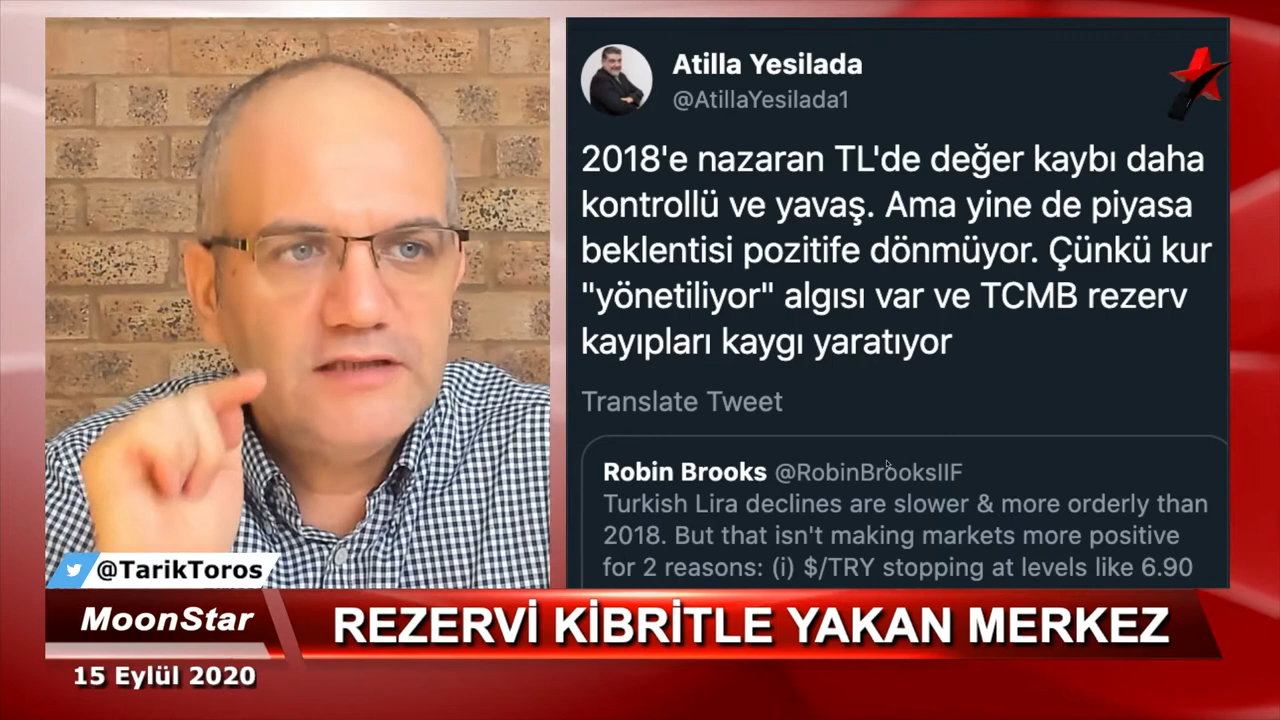 Atilla Yesilada
@AtillaYesilada1
2018'e nazaran TL'de değer kaybı daha
kontrollü ve yavaş. Ama yine de piyasa
beklentisi pozitife dönmüyor. Çünkü kur
"yönetiliyor" algısı var ve TCMB rezerv
kayıpları kaygı yaratıyor
Translate Tweet
Robin Brooks @RobinBrooksIIF
Turkish Lira declines are slower & more orderly than
2018. But that isn't making markets more positive
for 2 reasons: (i) $/TRY stopping at levels like 6.90
@TarikToros
MoonStar
REZERVİ KİBRİTLE YAKAN MERKEZ
15 Eylül 2020